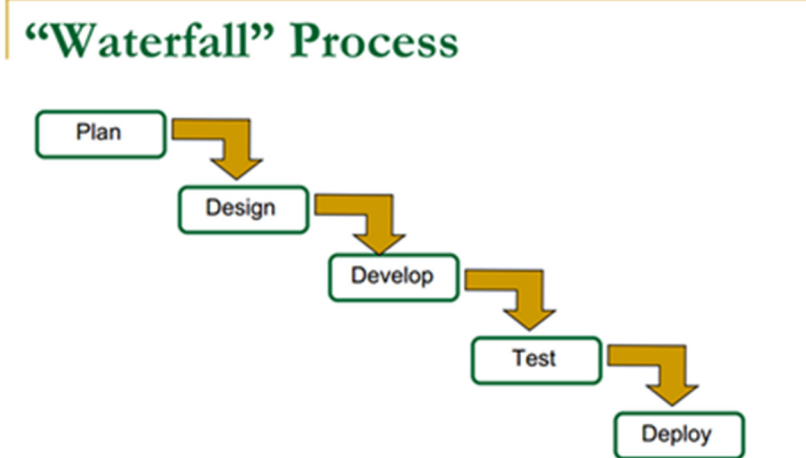 “Waterfall” Process
Plan
Design
Develop
Test
Deploy